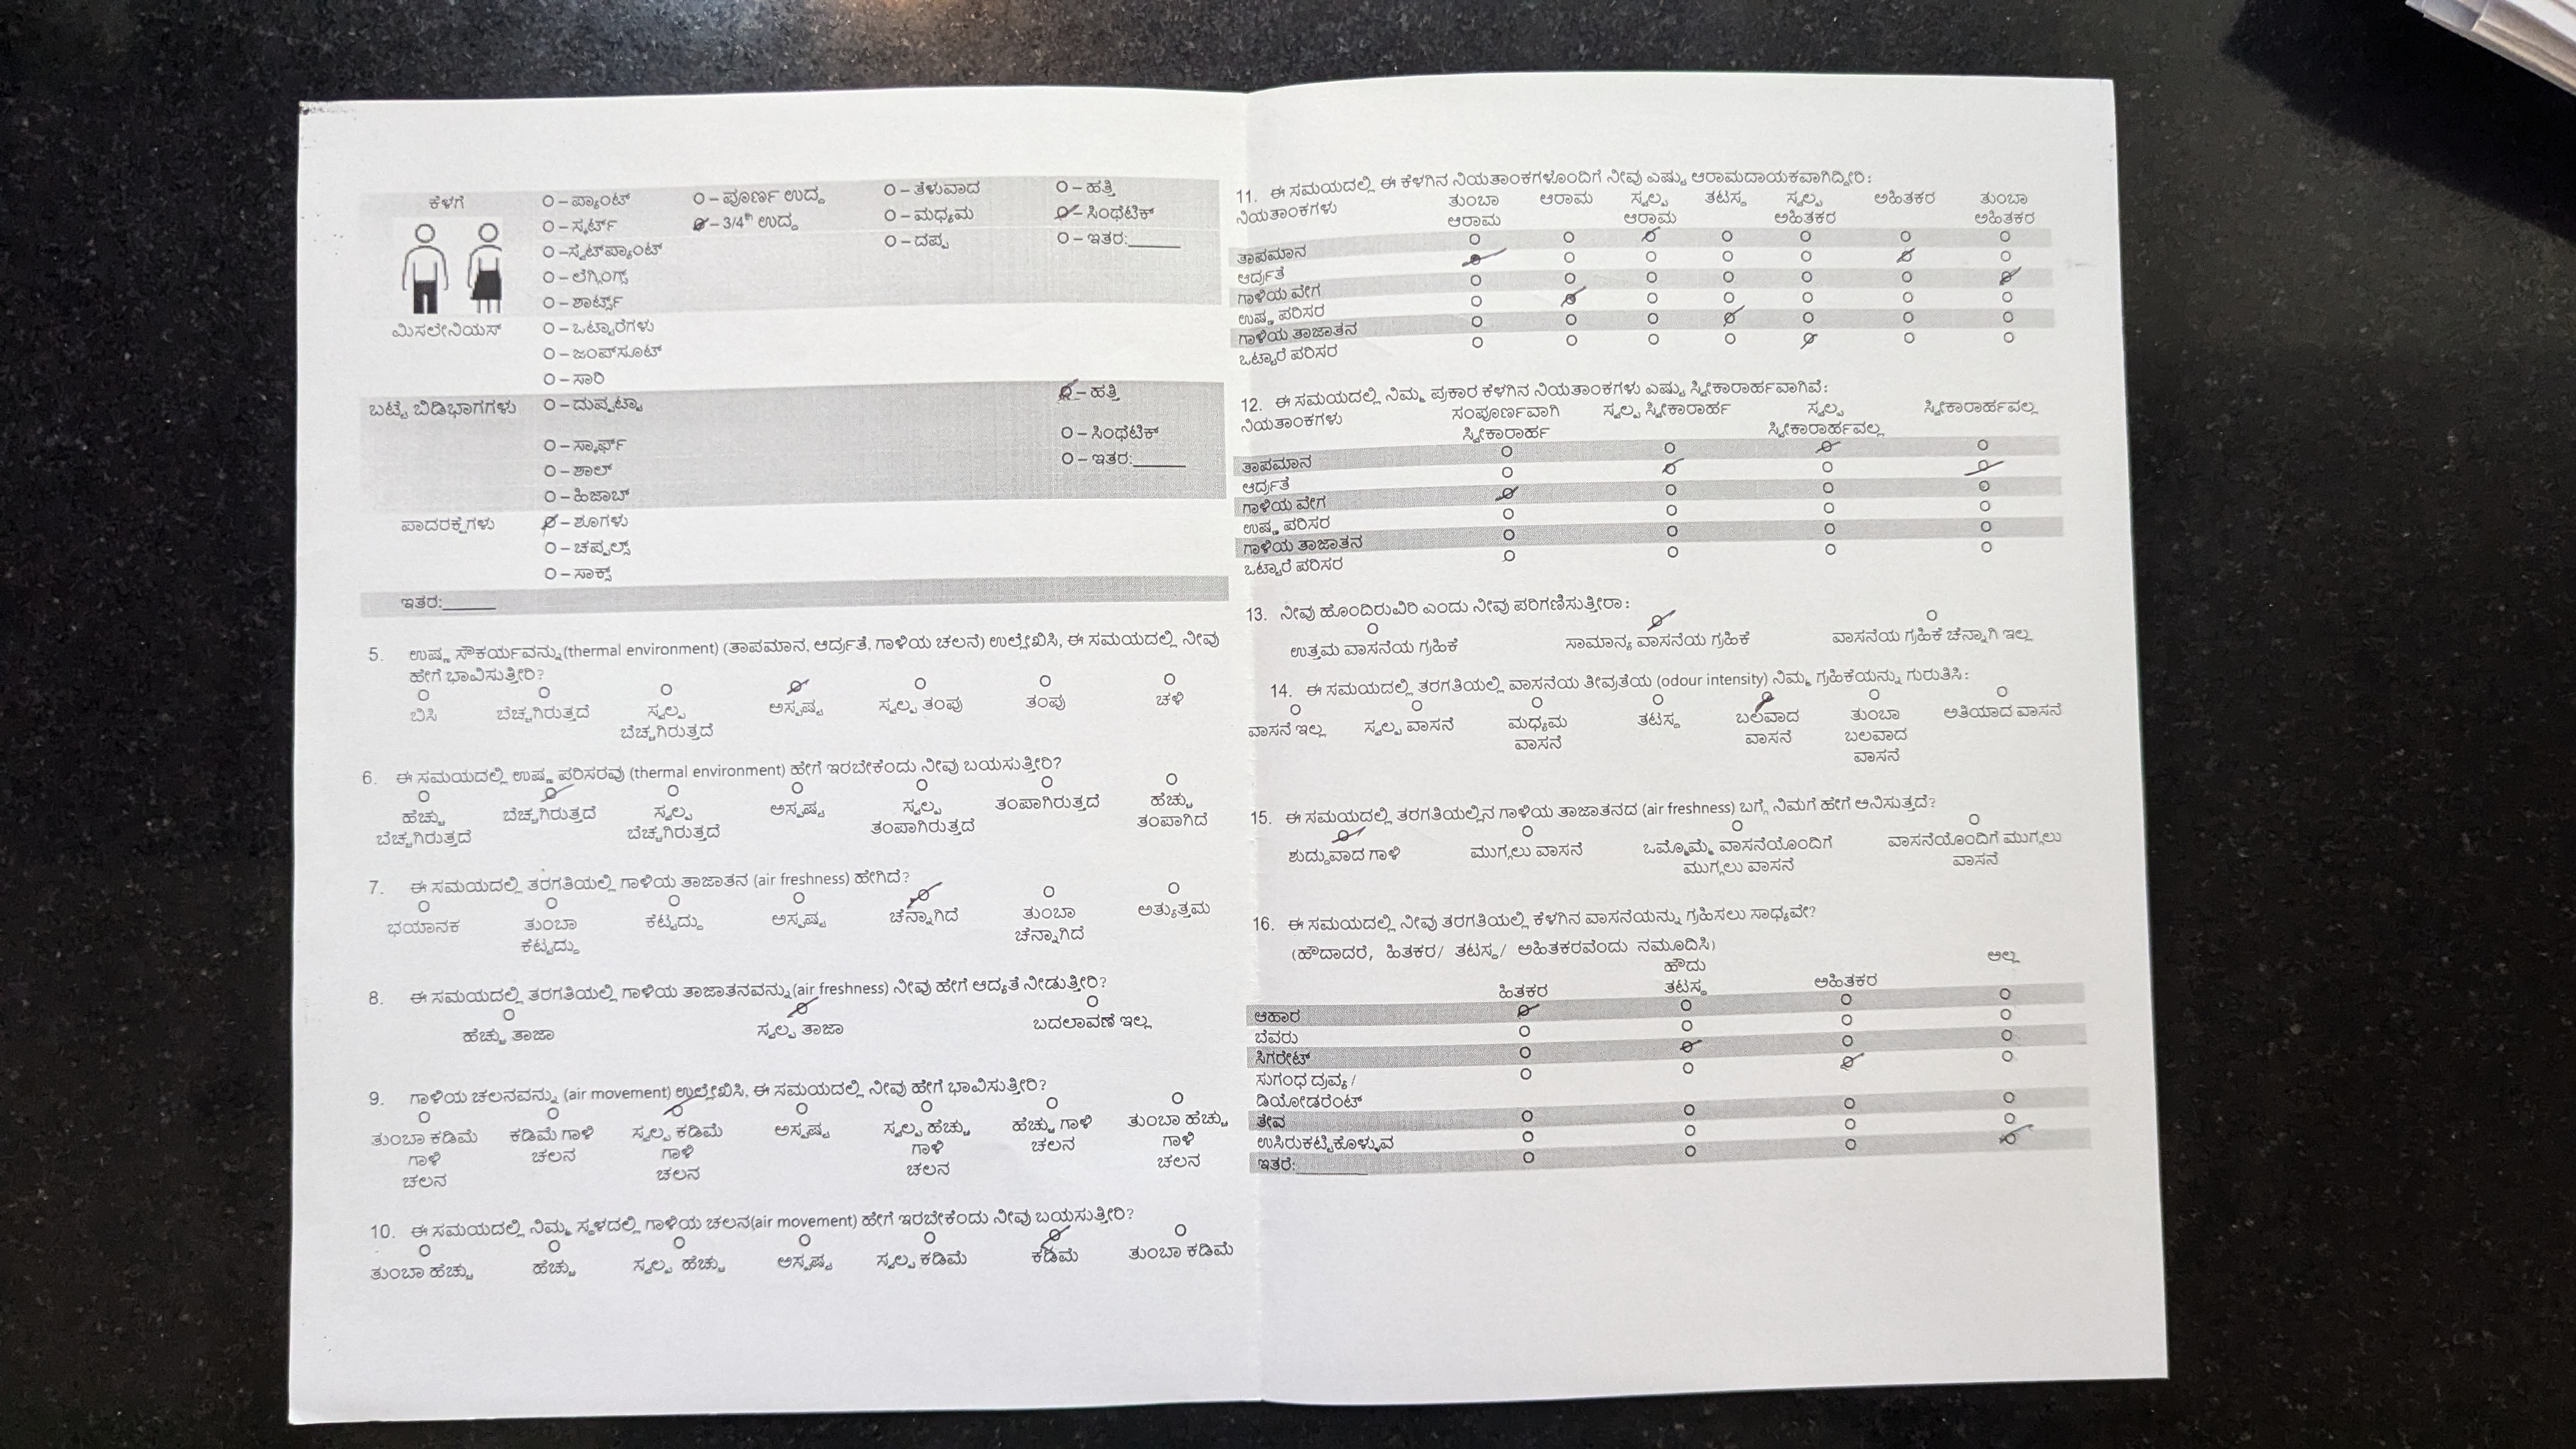 ಕೆಳಗೆ O – ಪ್ಯಾಂಟ್ O – ಪೂರ್ಣ ಉದ್ದ O – ತೆಳುವಾದ O – ಹತ್ತಿ
O – ಸ್ಕರ್ಟ್ O – 3/4th ಉದ್ದ O – ಮಧ್ಯಮ O – ಸಿಂಥೆಟಿಕ್
O –ಸ್ವೆಟ್‌ಪ್ಯಾಂಟ್ O – ದಪ್ಪ O – ಇತರ:______
O – ಲೆಗ್ಗಿಂಗ್ಸ್
O – ಶಾರ್ಟ್ಸ್
ಮಿಸಲೇನಿಯಸ್ O – ಒಟ್ಟಾರೆಗಳು
O – ಜಂಪ್‌ಸೂಟ್
O – ಸಾರಿ
ಬಟ್ಟೆ ಬಿಡಿಭಾಗಗಳು O – ದುಪ್ಪಟ್ಟಾ O – ಹತ್ತಿ
O – ಸ್ಕಾರ್ಫ್ O – ಸಿಂಥೆಟಿಕ್
O – ಶಾಲ್ O – ಇತರ:______
O – ಹಿಜಾಬ್
ಪಾದರಕ್ಷೆಗಳು O – ಶೂಗಳು
O – ಚಪ್ಪಲ್ಸ್
O – ಸಾಕ್ಸ್
ಇತರ:______
5. ಉಷ್ಣ ಸೌಕರ್ಯವನ್ನು(thermal environment) (ತಾಪಮಾನ, ಆರ್ದ್ರತೆ, ಗಾಳಿಯ ಚಲನೆ) ಉಲ್ಲೇಖಿಸಿ, ಈ ಸಮಯದಲ್ಲಿ ನೀವು
ಹೇಗೆ ಭಾವಿಸುತ್ತೀರಿ?
O O O O O O O
ಬಿಸಿ ಬೆಚ್ಚಗಿರುತ್ತದೆ ಸ್ವಲ್ಪ ಅಸ್ಪಷ್ಟ ಸ್ವಲ್ಪ ತಂಪು ತಂಪು ಚಳಿ
ಬೆಚ್ಚಗಿರುತ್ತದೆ
6. ಈ ಸಮಯದಲ್ಲಿ ಉಷ್ಣ ಪರಿಸರವು (thermal environment) ಹೇಗೆ ಇರಬೇಕೆಂದು ನೀವು ಬಯಸುತ್ತೀರಿ?
O O O O O O O
ಹೆಚ್ಚು ಬೆಚ್ಚಗಿರುತ್ತದೆ ಸ್ವಲ್ಪ ಅಸ್ಪಷ್ಟ ಸ್ವಲ್ಪ ತಂಪಾಗಿರುತ್ತದೆ ಹೆಚ್ಚು
ಬೆಚ್ಚಗಿರುತ್ತದೆ ಬೆಚ್ಚಗಿರುತ್ತದೆ ತಂಪಾಗಿರುತ್ತದೆ ತಂಪಾಗಿದೆ
7. ಈ ಸಮಯದಲ್ಲಿ ತರಗತಿಯಲ್ಲಿ ಗಾಳಿಯ ತಾಜಾತನ (air freshness) ಹೇಗಿದೆ?
O O O O O O O
ಭಯಾನಕ ತುಂಬಾ ಕೆಟ್ಟದ್ದು ಅಸ್ಪಷ್ಟ ಚೆನ್ನಾಗಿದೆ ತುಂಬಾ ಅತ್ಯುತ್ತಮ
ಕೆಟ್ಟದ್ದು ಚೆನ್ನಾಗಿದೆ
8. ಈ ಸಮಯದಲ್ಲಿ ತರಗತಿಯಲ್ಲಿ ಗಾಳಿಯ ತಾಜಾತನವನ್ನು(air freshness) ನೀವು ಹೇಗೆ ಆದ್ಯತೆ ನೀಡುತ್ತೀರಿ?
O O O
ಹೆಚ್ಚು ತಾಜಾ ಸ್ವಲ್ಪ ತಾಜಾ ಬದಲಾವಣೆ ಇಲ್ಲ
9. ಗಾಳಿಯ ಚಲನವನ್ನು (air movement) ಉಲ್ಲೇಖಿಸಿ, ಈ ಸಮಯದಲ್ಲಿ ನೀವು ಹೇಗೆ ಭಾವಿಸುತ್ತೀರಿ?
O O O O O O O
ತುಂಬಾ ಕಡಿಮೆ ಕಡಿಮೆ ಗಾಳಿ ಸ್ವಲ್ಪ ಕಡಿಮೆ ಅಸ್ಪಷ್ಟ ಸ್ವಲ್ಪ ಹೆಚ್ಚು ಹೆಚ್ಚು ಗಾಳಿ ತುಂಬಾ ಹೆಚ್ಚು
ಗಾಳಿ ಚಲನ ಗಾಳಿ ಗಾಳಿ ಚಲನ ಗಾಳಿ
ಚಲನ ಚಲನ ಚಲನ ಚಲನ
10. ಈ ಸಮಯದಲ್ಲಿ ನಿಮ್ಮ ಸ್ಥಳದಲ್ಲಿ ಗಾಳಿಯ ಚಲನ(air movement) ಹೇಗೆ ಇರಬೇಕೆಂದು ನೀವು ಬಯಸುತ್ತೀರಿ?
O O O O O O O
ತುಂಬಾ ಹೆಚ್ಚು ಹೆಚ್ಚು ಸ್ವಲ್ಪ ಹೆಚ್ಚು ಅಸ್ಪಷ್ಟ ಸ್ವಲ್ಪ ಕಡಿಮೆ ಕಡಿಮೆ ತುಂಬಾ ಕಡಿಮೆ
11. ಈ ಸಮಯದಲ್ಲಿ ಈ ಕೆಳಗಿನ ನಿಯತಾಂಕಗಳೊಂದಿಗೆ ನೀವು ಎಷ್ಟು ಆರಾಮದಾಯಕವಾಗಿದ್ದೀರಿ:
ನಿಯತಾಂಕಗಳು ತುಂಬಾ ಆರಾಮ ಸ್ವಲ್ಪ ತಟಸ್ಥ ಸ್ವಲ್ಪ ಅಹಿತಕರ ತುಂಬಾ
ಆರಾಮ ಆರಾಮ ಅಹಿತಕರ ಅಹಿತಕರ
ತಾಪಮಾನ O O O O O O O
ಆರ್ದ್ರತೆ O O O O O O O
ಗಾಳಿಯ ವೇಗ O O O O O O O
ಉಷ್ಣ ಪರಿಸರ O O O O O O O
ಗಾಳಿಯ ತಾಜಾತನ O O O O O O O
ಒಟ್ಟಾರೆ ಪರಿಸರ O O O O O O O
12. ಈ ಸಮಯದಲ್ಲಿ ನಿಮ್ಮ ಪ್ರಕಾರ ಕೆಳಗಿನ ನಿಯತಾಂಕಗಳು ಎಷ್ಟು ಸ್ವೀಕಾರಾರ್ಹವಾಗಿವೆ:
ನಿಯತಾಂಕಗಳು ಸಂಪೂರ್ಣವಾಗಿ ಸ್ವಲ್ಪ ಸ್ವೀಕಾರಾರ್ಹ ಸ್ವಲ್ಪ ಸ್ವೀಕಾರಾರ್ಹವಲ್ಲ
ಸ್ವೀಕಾರಾರ್ಹ ಸ್ವೀಕಾರಾರ್ಹವಲ್ಲ
ತಾಪಮಾನ O O O O
ಆರ್ದ್ರತೆ O O O O
ಗಾಳಿಯ ವೇಗ O O O O
ಉಷ್ಣ ಪರಿಸರ O O O O
ಗಾಳಿಯ ತಾಜಾತನ O O O O
ಒಟ್ಟಾರೆ ಪರಿಸರ O O O O
13. ನೀವು ಹೊಂದಿರುವಿರಿ ಎಂದು ನೀವು ಪರಿಗಣಿಸುತ್ತೀರಾ:
O O O
ಉತ್ತಮ ವಾಸನೆಯ ಗ್ರಹಿಕೆ ಸಾಮಾನ್ಯ ವಾಸನೆಯ ಗ್ರಹಿಕೆ ವಾಸನೆಯ ಗ್ರಹಿಕೆ ಚೆನ್ನಾಗಿ ಇಲ್ಲ
14. ಈ ಸಮಯದಲ್ಲಿ ತರಗತಿಯಲ್ಲಿ ವಾಸನೆಯ ತೀವ್ರತೆಯ (odour intensity) ನಿಮ್ಮ ಗ್ರಹಿಕೆಯನ್ನು ಗುರುತಿಸಿ:
O O O O O O O
ವಾಸನೆ ಇಲ್ಲ ಸ್ವಲ್ಪ ವಾಸನೆ ಮಧ್ಯಮ ತಟಸ್ಥ ಬಲವಾದ ತುಂಬಾ ಅತಿಯಾದ ವಾಸನೆ
ವಾಸನೆ ವಾಸನೆ ಬಲವಾದ
ವಾಸನೆ
15. ಈ ಸಮಯದಲ್ಲಿ ತರಗತಿಯಲ್ಲಿನ ಗಾಳಿಯ ತಾಜಾತನದ (air freshness) ಬಗ್ಗೆ ನಿಮಗೆ ಹೇಗೆ ಅನಿಸುತ್ತದೆ?
O O O O
ಶುದ್ಧವಾದ ಗಾಳಿ ಮುಗ್ಗಲು ವಾಸನೆ ಒಮ್ಮೊಮ್ಮೆ ವಾಸನೆಯೊಂದಿಗೆ ವಾಸನೆಯೊಂದಿಗೆ ಮುಗ್ಗಲು
ಮುಗ್ಗಲು ವಾಸನೆ ವಾಸನೆ
16. ಈ ಸಮಯದಲ್ಲಿ ನೀವು ತರಗತಿಯಲ್ಲಿ ಕೆಳಗಿನ ವಾಸನೆಯನ್ನು ಗ್ರಹಿಸಲು ಸಾಧ್ಯವೇ?
(ಹೌದಾದರೆ, ಹಿತಕರ/ ತಟಸ್ಥ/ ಅಹಿತಕರವೆಂದು ನಮೂದಿಸಿ)
ಹೌದು ಅಲ್ಲ
ಹಿತಕರ ತಟಸ್ಥ ಅಹಿತಕರ
ಆಹಾರ O O O O
ಬೆವರು O O O O
ಸಿಗರೇಟ್ O O O O
ಸುಗಂಧ ದ್ರವ್ಯ / O O O O
ಡಿಯೋಡರೆಂಟ್
ತೇವ O O O O
ಉಸಿರುಕಟ್ಟಿಕೊಳ್ಳುವ O O O O
ಇತರೆ:________ O O O O